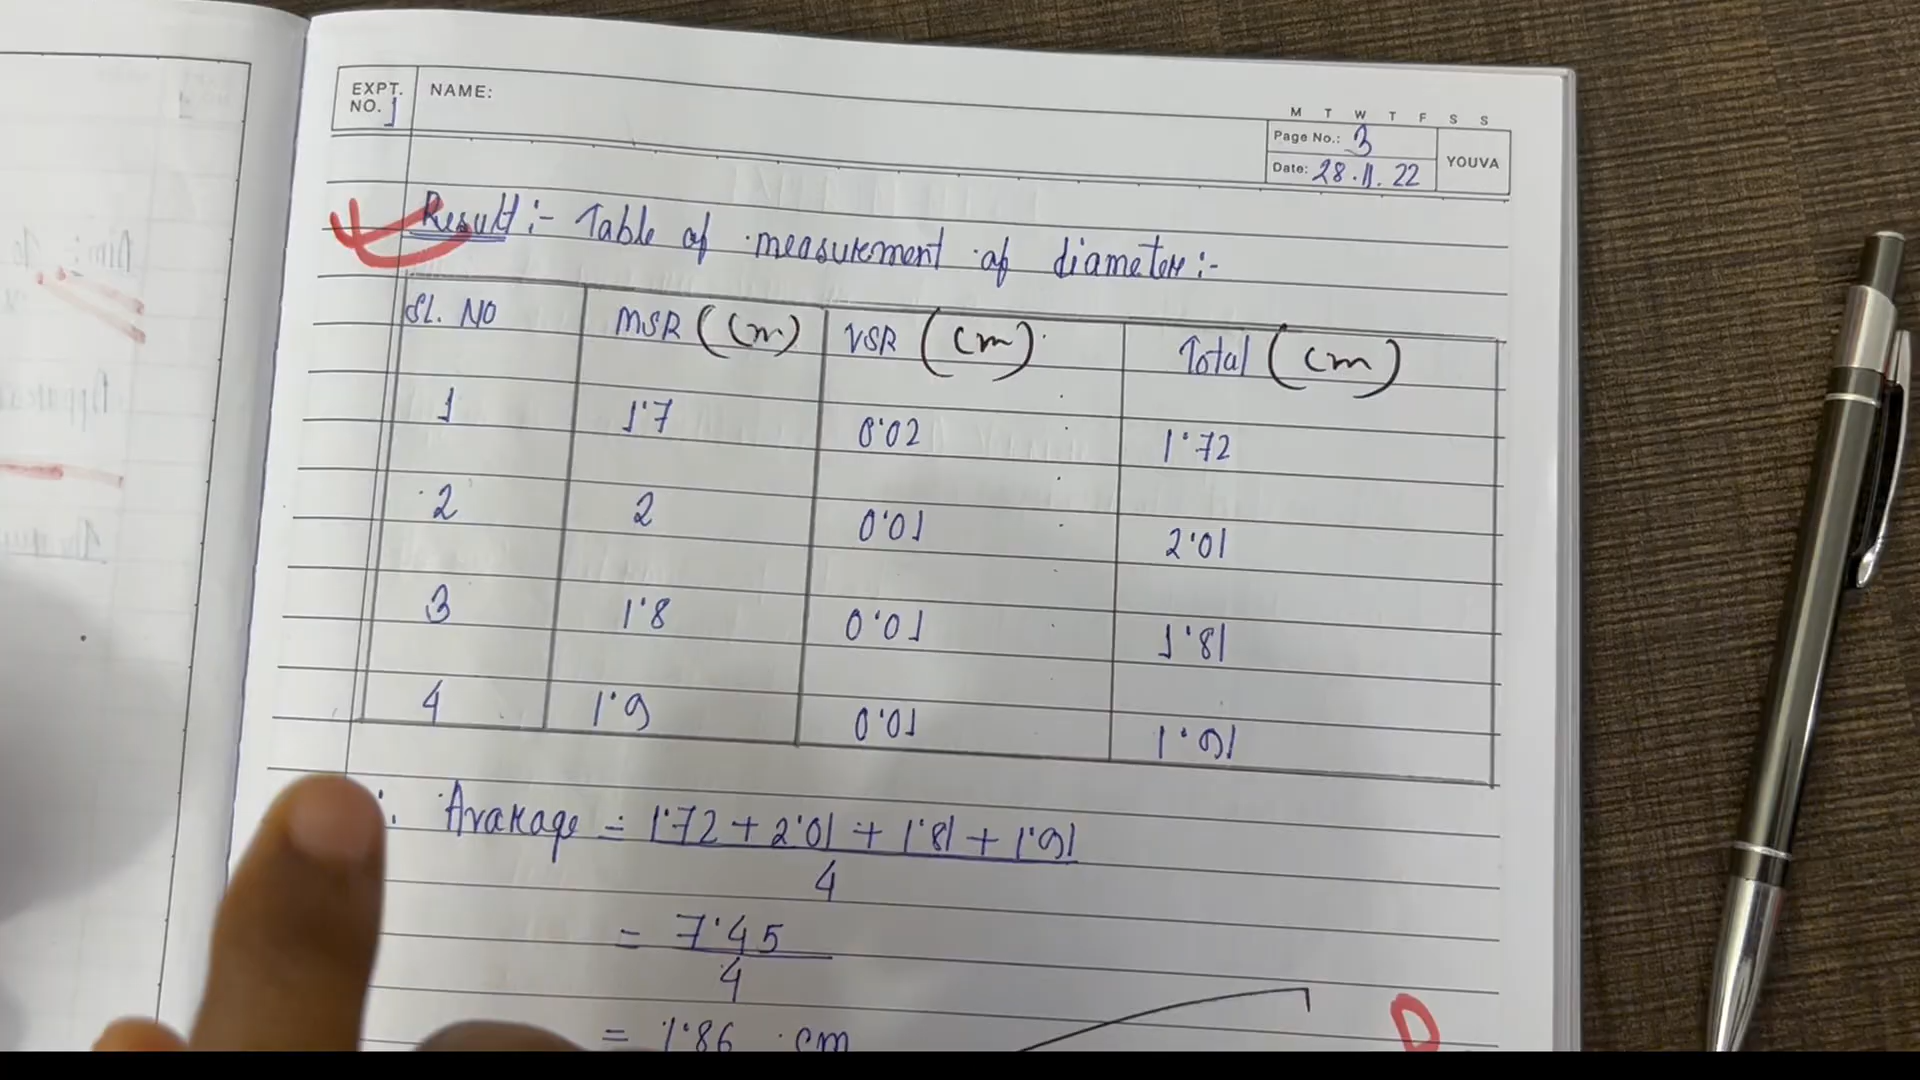 EXPT. NO. 1 NAME:
M T W T F S S
Page No.: 3
Date: 28.11.22
YOUVA
Result:- Table of measurement of diameter:-
SL. NO MSR (cm) VSR (cm) Total (cm)
1 1.7 0.02 1.72
2 2 0.01 2.01
3 1.8 0.01 1.81
4 1.9 0.01 1.91
∴ Avarage = 1.72 + 2.01 + 1.81 + 1.91
4
= 7.45
4
= 1.86 cm